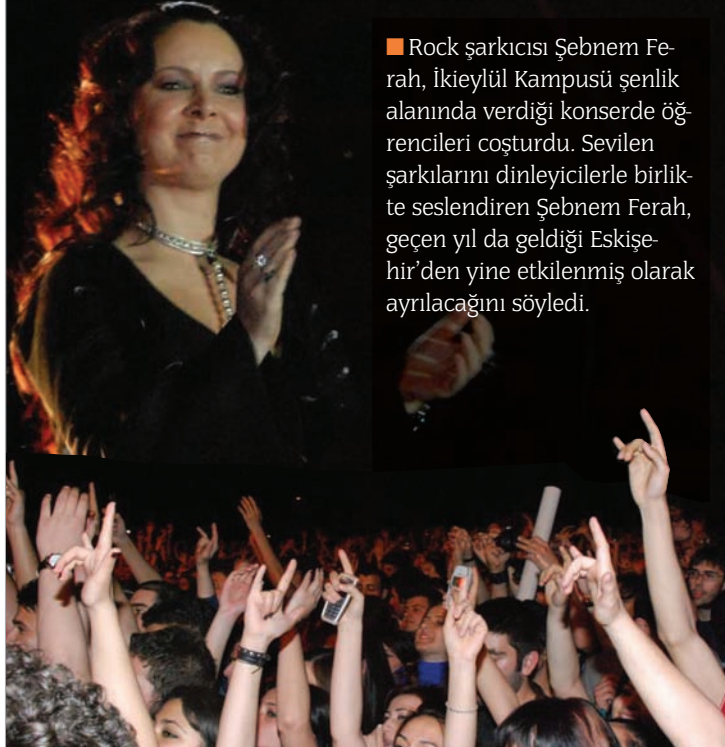 Rock şarkıcısı Şebnem Fe-
rah, İkieylül Kampusü şenlik
alanında verdiği konserde öğ-
rencileri coşturdu. Sevilen
şarkılarını dinleyicilerle birlik-
te seslendiren Şebnem Ferah,
geçen yıl da geldiği Eskişe-
hir’den yine etkilenmiş olarak
ayrılacağını söyledi.